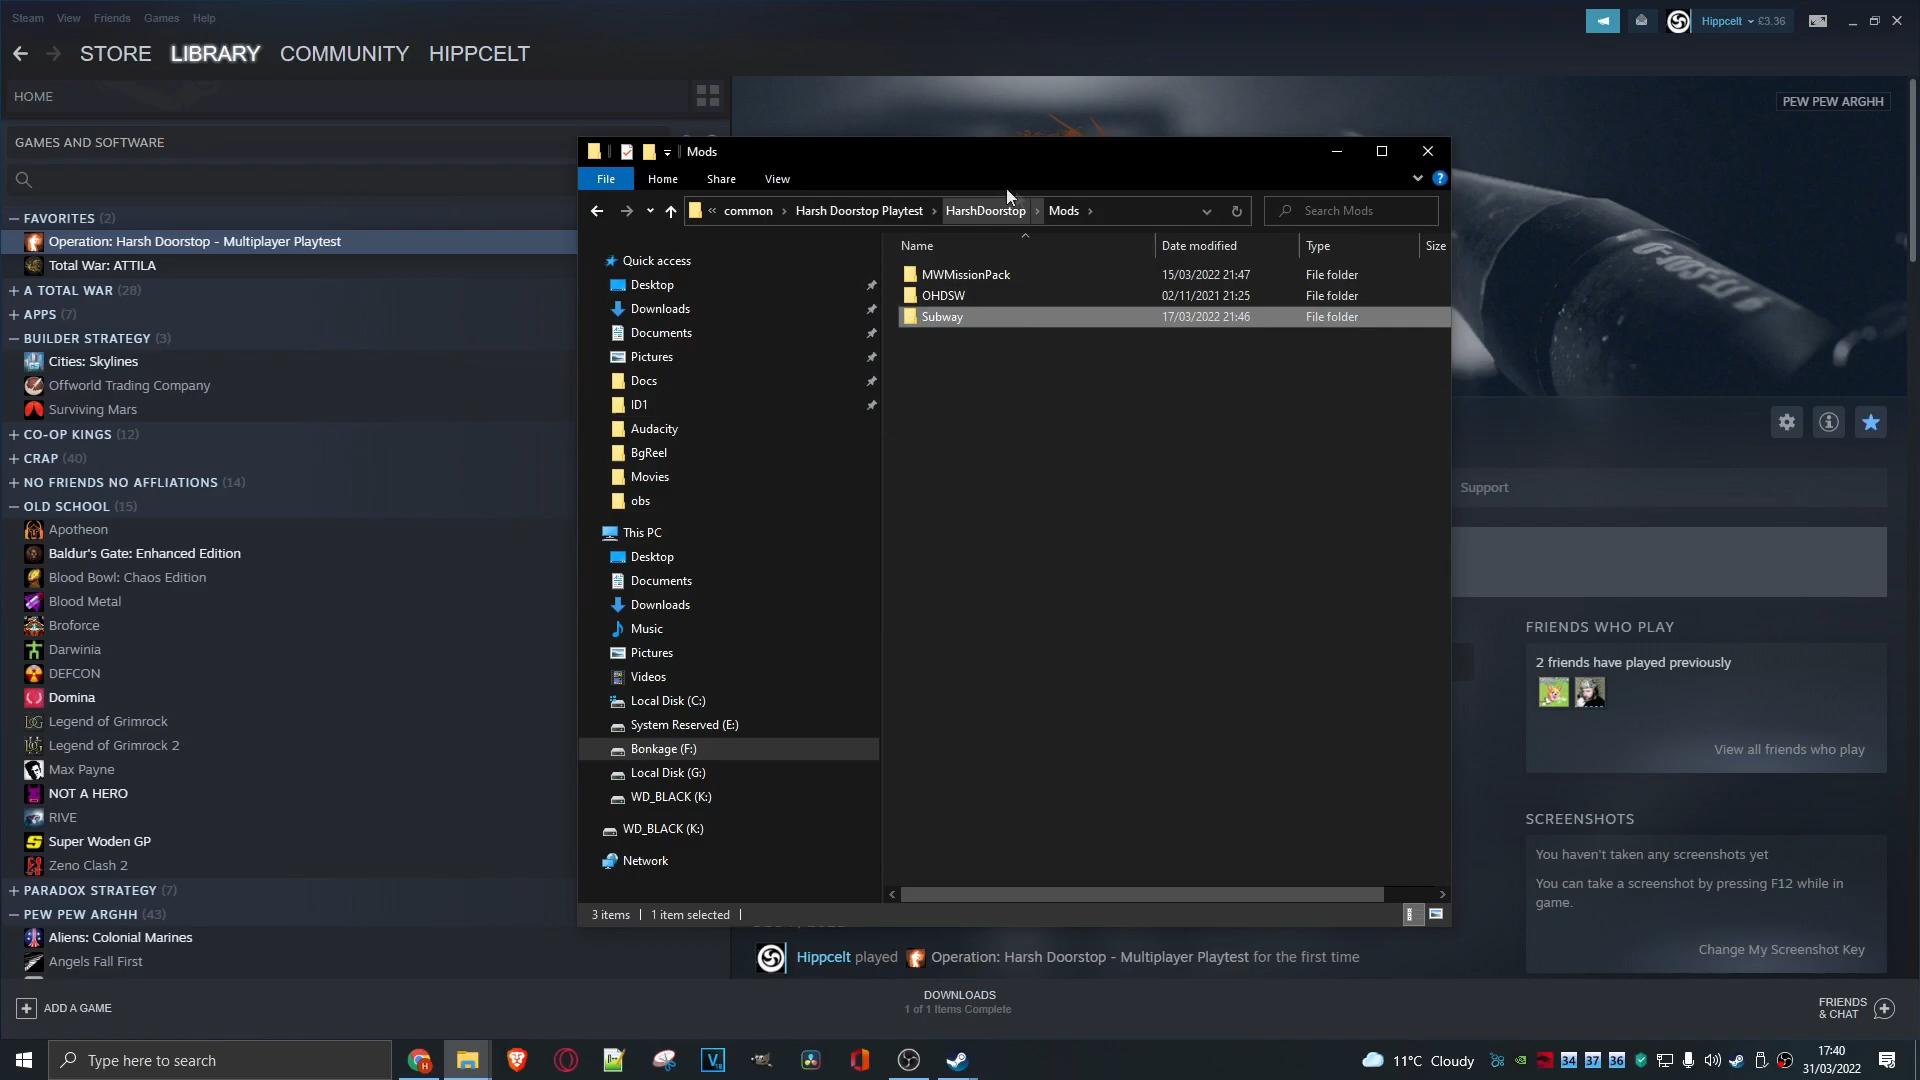 Steam View Friends Games Help
Hippcelt £3.36
STORE LIBRARY COMMUNITY HIPPCELT
HOME
PEW PEW ARGHH
GAMES AND SOFTWARE
FAVORITES (2)
Operation: Harsh Doorstop - Multiplayer Playtest
Total War: ATTILA
A TOTAL WAR (28)
APPS (7)
BUILDER STRATEGY (3)
Cities: Skylines
Offworld Trading Company
Surviving Mars
CO-OP KINGS (12)
CRAP (40)
NO FRIENDS NO AFFLIATIONS (14)
OLD SCHOOL (15)
Apotheon
Baldur's Gate: Enhanced Edition
Blood Bowl: Chaos Edition
Blood Metal
Broforce
Darwinia
DEFCON
Domina
Legend of Grimrock
Legend of Grimrock 2
Max Payne
NOT A HERO
RIVE
Super Woden GP
Zeno Clash 2
PARADOX STRATEGY (7)
PEW PEW ARGHH (43)
Aliens: Colonial Marines
Angels Fall First
Mods
File Home Share View
« common › Harsh Doorstop Playtest › HarshDoorstop › Mods ›
Search Mods
Name Date modified Type Size
MWMissionPack 15/03/2022 21:47 File folder
OHDSW 02/11/2021 21:25 File folder
Subway 17/03/2022 21:46 File folder
Quick access
Desktop
Downloads
Documents
Pictures
Docs
ID1
Audacity
BgReel
Movies
obs
This PC
Desktop
Documents
Downloads
Music
Pictures
Videos
Local Disk (C:)
System Reserved (E:)
Bonkage (F:)
Local Disk (G:)
WD_BLACK (K:)
WD_BLACK (K:)
Network
3 items 1 item selected
Support
FRIENDS WHO PLAY
2 friends have played previously
View all friends who play
SCREENSHOTS
You haven't taken any screenshots yet
You can take a screenshot by pressing F12 while in
game.
Change My Screenshot Key
Hippcelt played Operation: Harsh Doorstop - Multiplayer Playtest for the first time
ADD A GAME
DOWNLOADS
1 of 1 Items Complete
FRIENDS
& CHAT
Type here to search
11°C Cloudy
34 37 36
17:40
31/03/2022